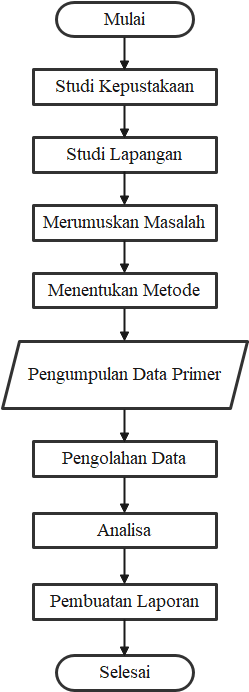 Mulai
Studi Kepustakaan
Studi Lapangan
Merumuskan Masalah
Menentukan Metode
Pengumpulan Data Primer
Pengolahan Data
Analisa
Pembuatan Laporan
Selesai